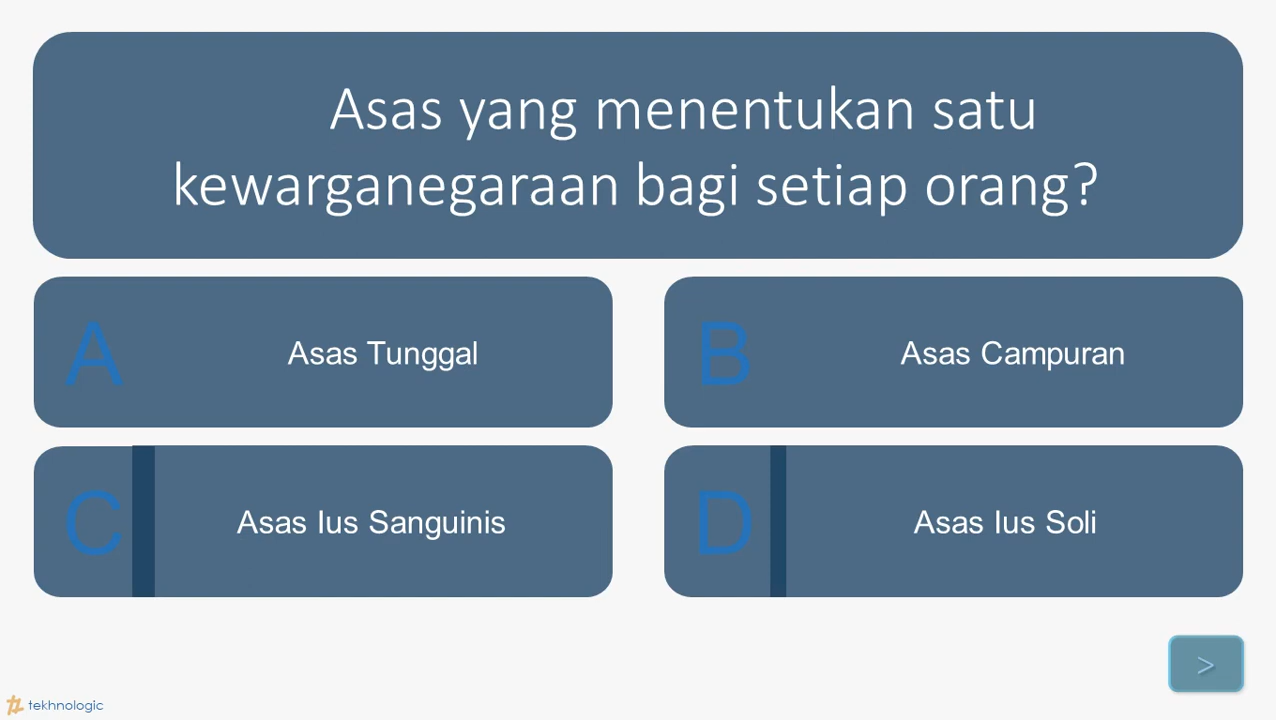 Asas yang menentukan satu
kewarganegaraan bagi setiap orang?
A
Asas Tunggal
B
Asas Campuran
C
Asas Ius Sanguinis
D
Asas Ius Soli
>
tekhnologic